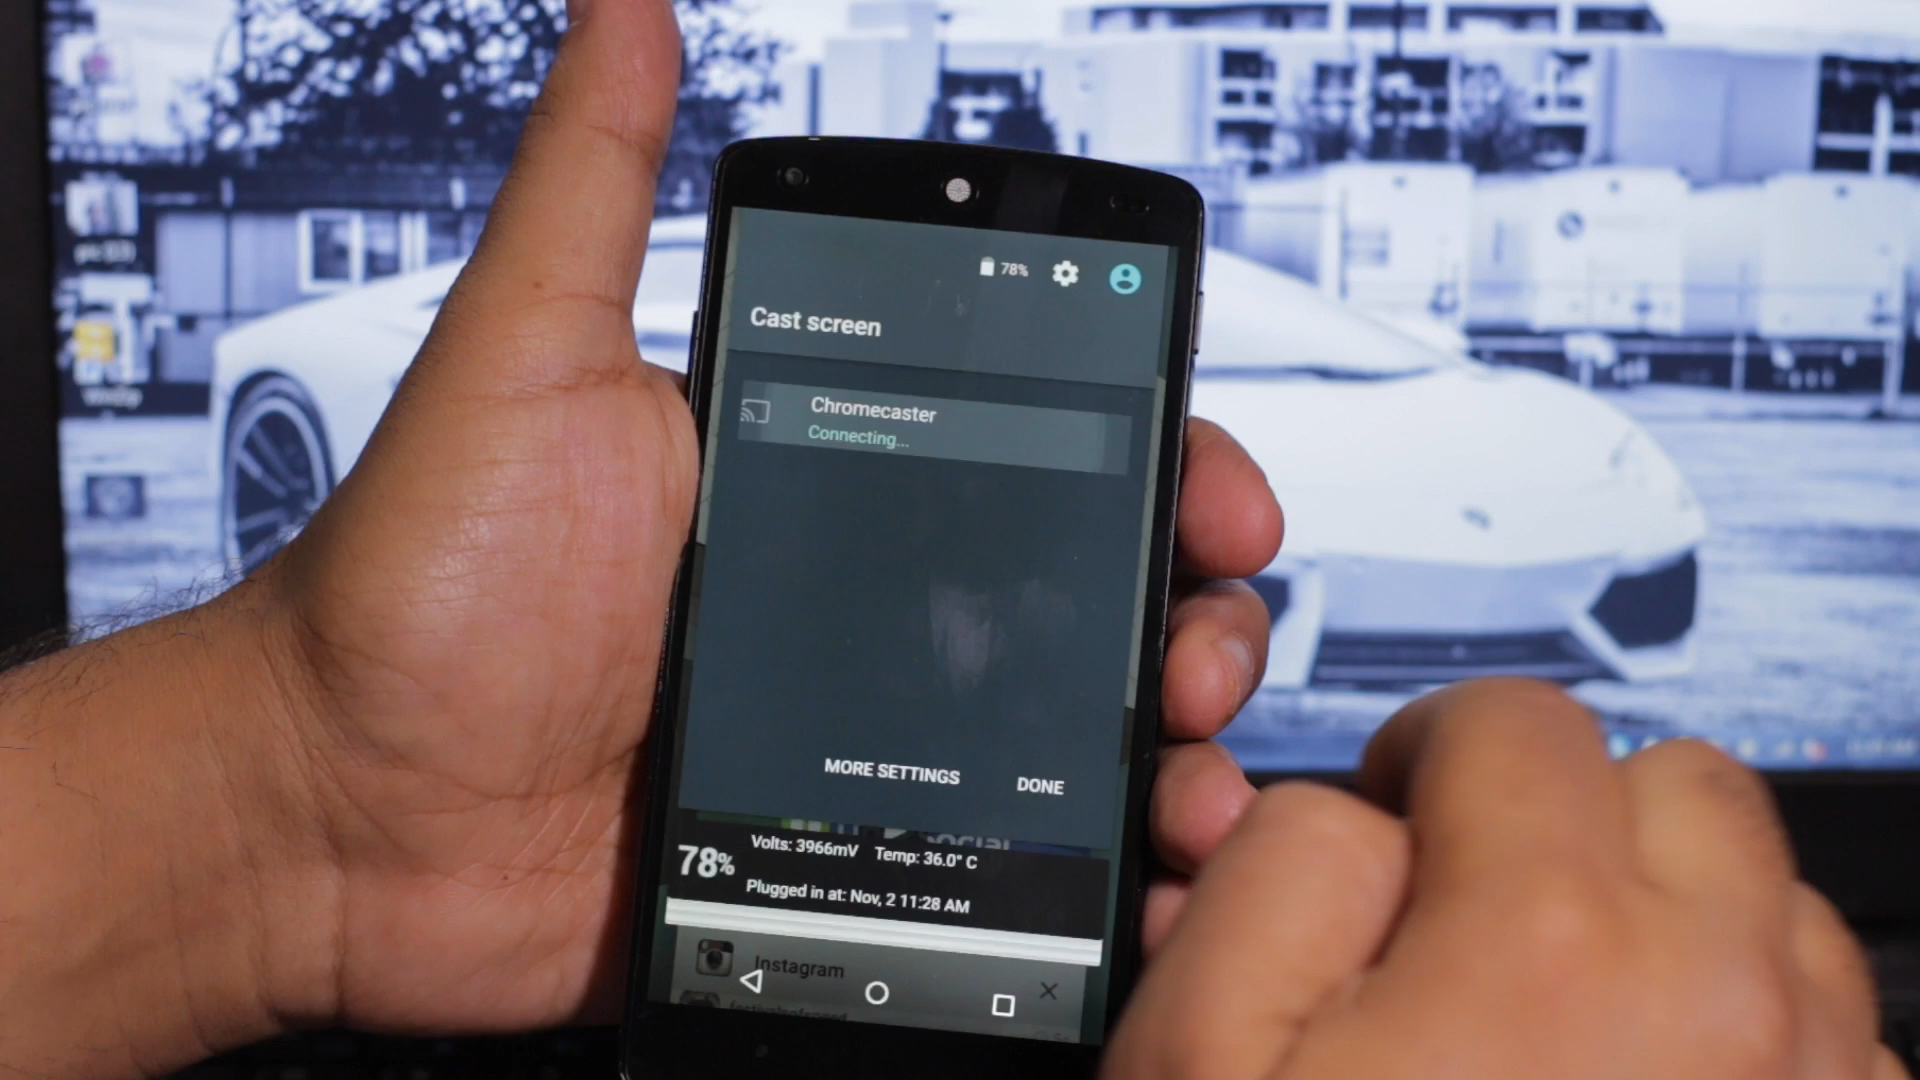 78%
Cast screen
Chromecaster
Connecting...
MORE SETTINGS DONE
social
78% Volts: 3966mV Temp: 36.0° C
Plugged in at: Nov, 2 11:28 AM
Instagram